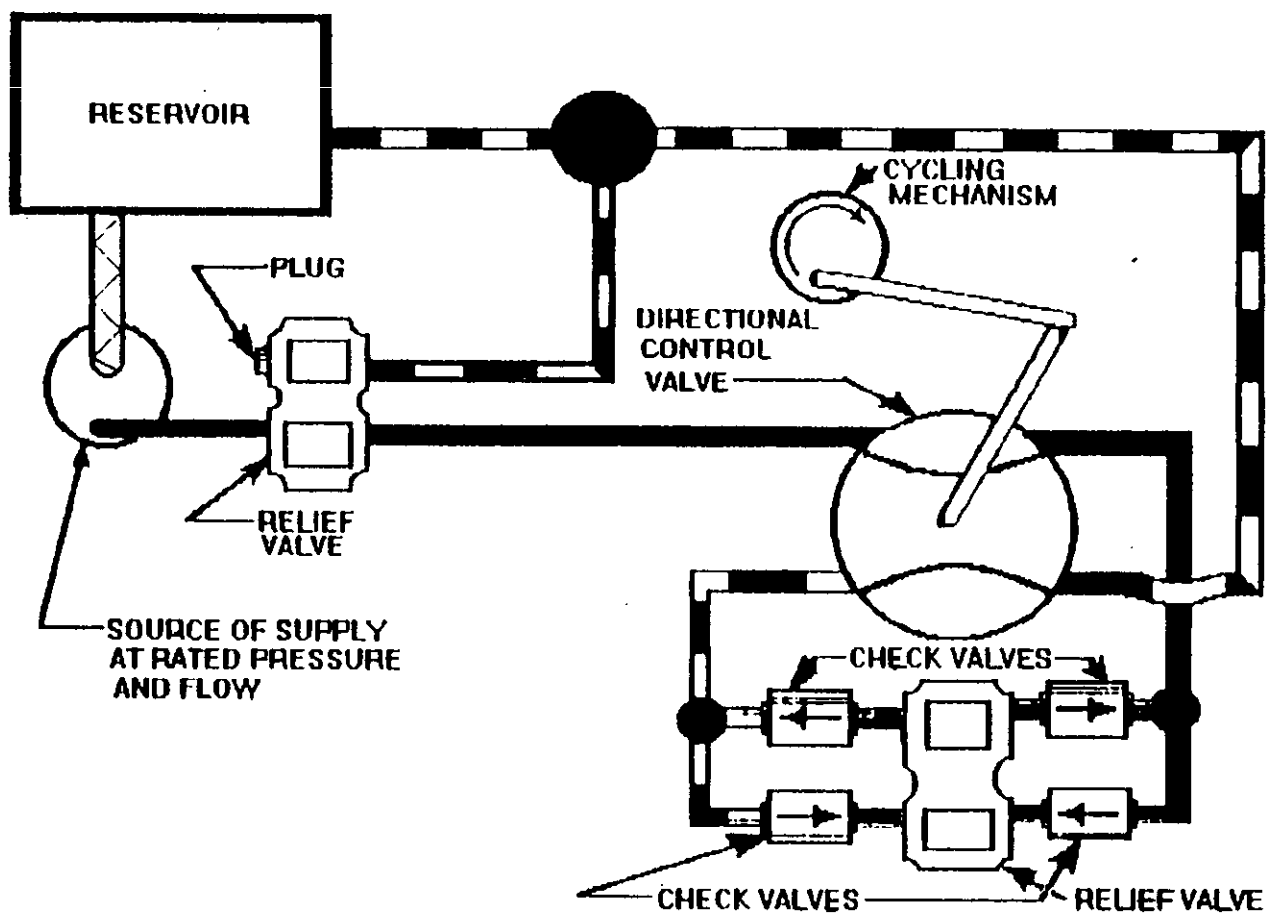 RESERVOIR
CYCLING
MECHANISM
PLUG
DIRECTIONAL
CONTROL
VALVE
RELIEF
VALVE
SOURCE OF SUPPLY
AT RATED PRESSURE
AND FLOW
CHECK VALVES
CHECK VALVES
RELIEF VALVE